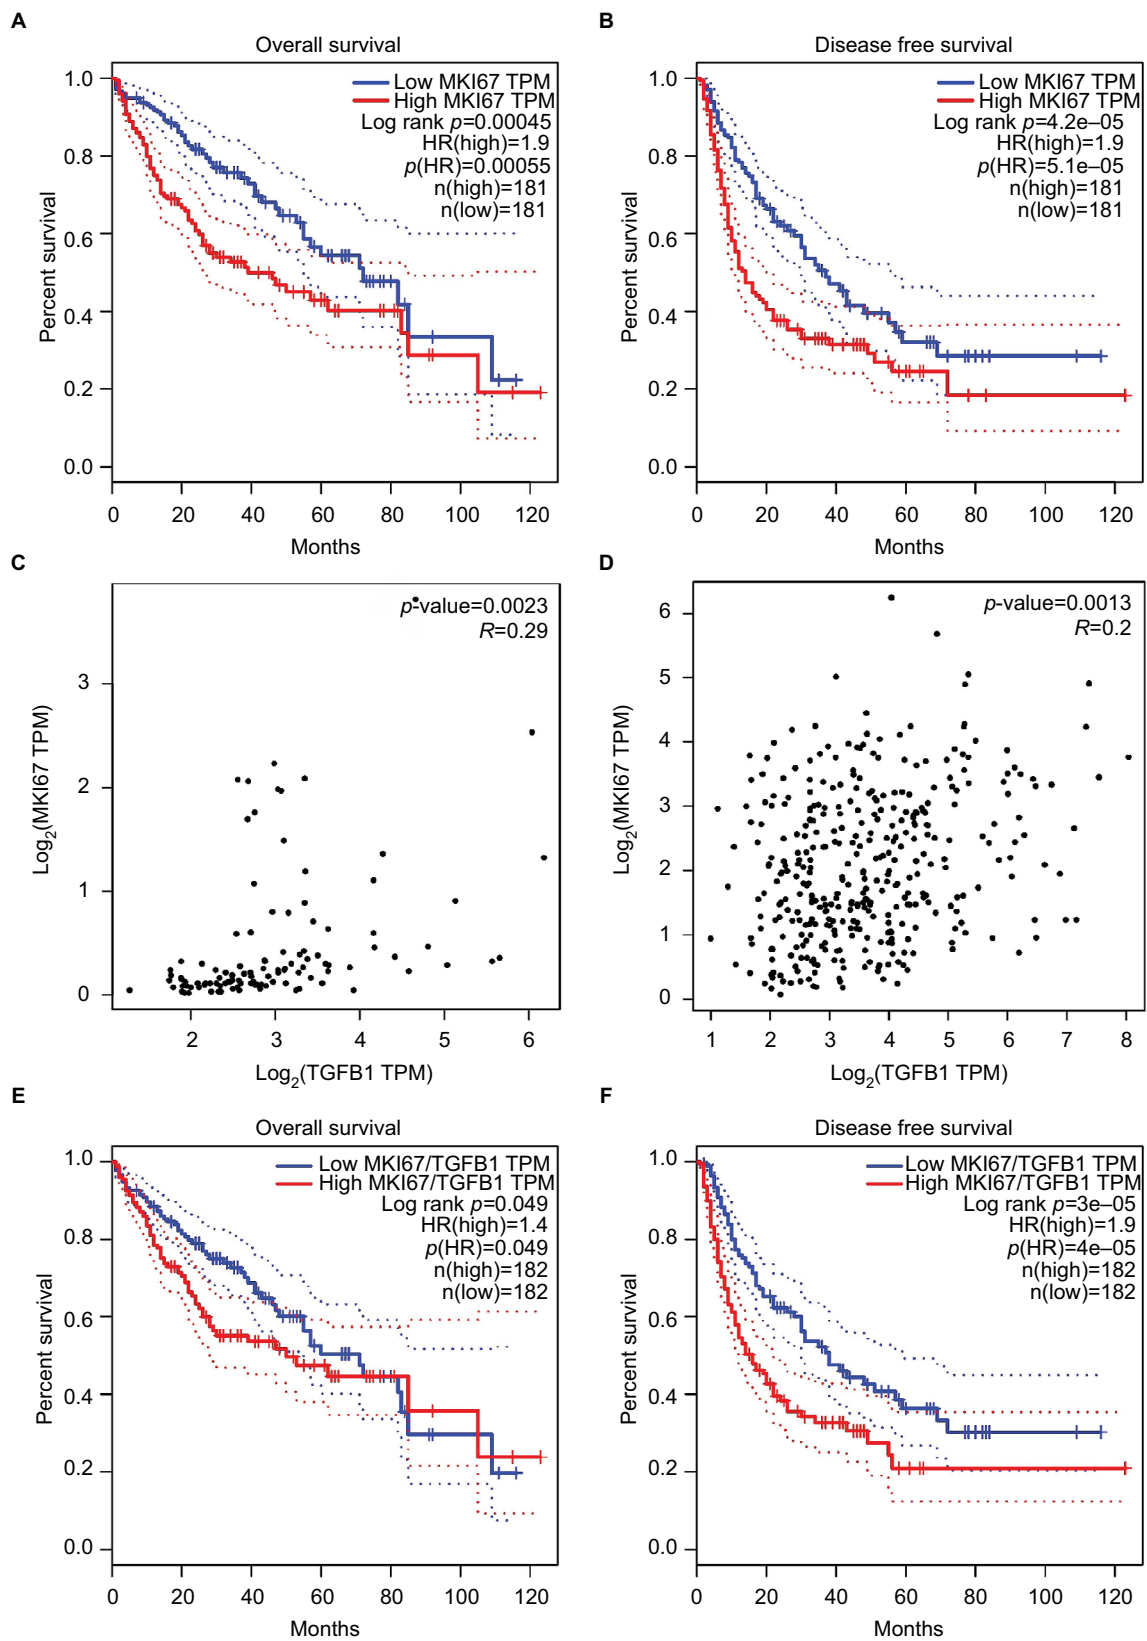 A
Overall survival
Low MKI67 TPM
High MKI67 TPM
Log rank p=0.00045
HR(high)=1.9
p(HR)=0.00055
n(high)=181
n(low)=181
Percent survival
1.0
0.8
0.6
0.4
0.2
0.0
0 20 40 60 80 100 120
Months
B
Disease free survival
Low MKI67 TPM
High MKI67 TPM
Log rank p=4.2e–05
HR(high)=1.9
p(HR)=5.1e–05
n(high)=181
n(low)=181
Percent survival
1.0
0.8
0.6
0.4
0.2
0.0
0 20 40 60 80 100 120
Months
C
p-value=0.0023
R=0.29
Log2(MKI67 TPM)
3
2
1
0
2 3 4 5 6
Log2(TGFB1 TPM)
D
p-value=0.0013
R=0.2
Log2(MKI67 TPM)
6
5
4
3
2
1
0
1 2 3 4 5 6 7 8
Log2(TGFB1 TPM)
E
Overall survival
Low MKI67/TGFB1 TPM
High MKI67/TGFB1 TPM
Log rank p=0.049
HR(high)=1.4
p(HR)=0.049
n(high)=182
n(low)=182
Percent survival
1.0
0.8
0.6
0.4
0.2
0.0
0 20 40 60 80 100 120
Months
F
Disease free survival
Low MKI67/TGFB1 TPM
High MKI67/TGFB1 TPM
Log rank p=3e–05
HR(high)=1.9
p(HR)=4e–05
n(high)=182
n(low)=182
Percent survival
1.0
0.8
0.6
0.4
0.2
0.0
0 20 40 60 80 100 120
Months